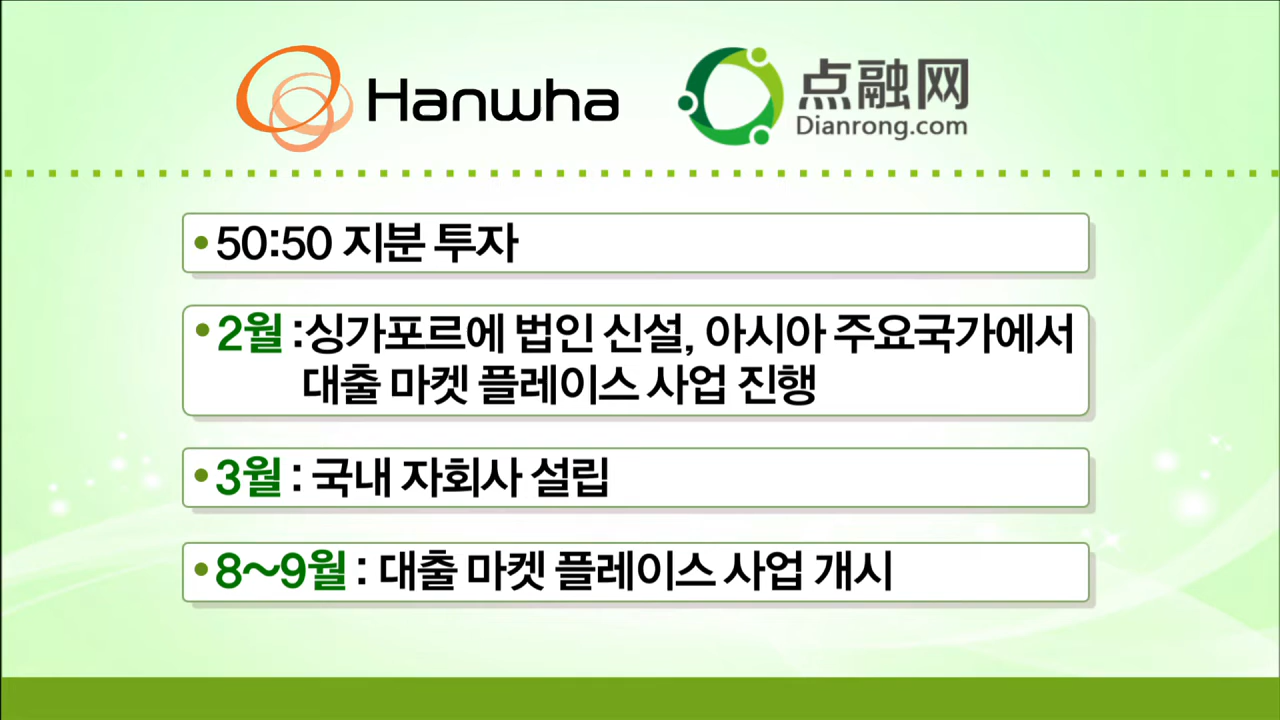 Hanwha
点融网
Dianrong.com
•50:50 지분 투자
•2월 :싱가포르에 법인 신설, 아시아 주요국가에서
대출 마켓 플레이스 사업 진행
•3월 : 국내 자회사 설립
•8~9월 : 대출 마켓 플레이스 사업 개시